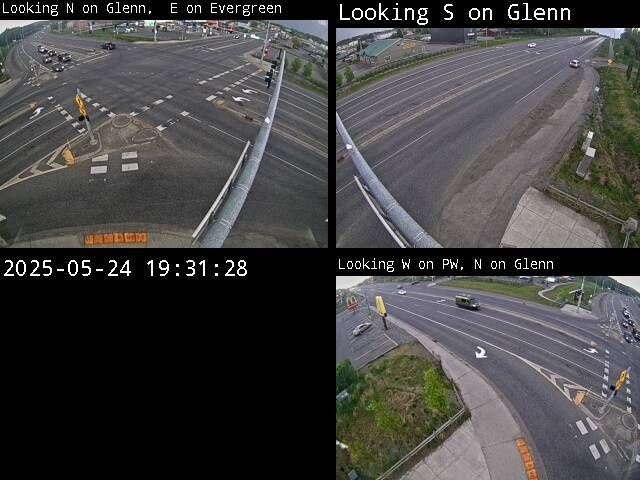 Looking N on Glenn,  E on Evergreen
Looking S on Glenn
2025-05-24 19:31:28
Looking W on PW, N on Glenn